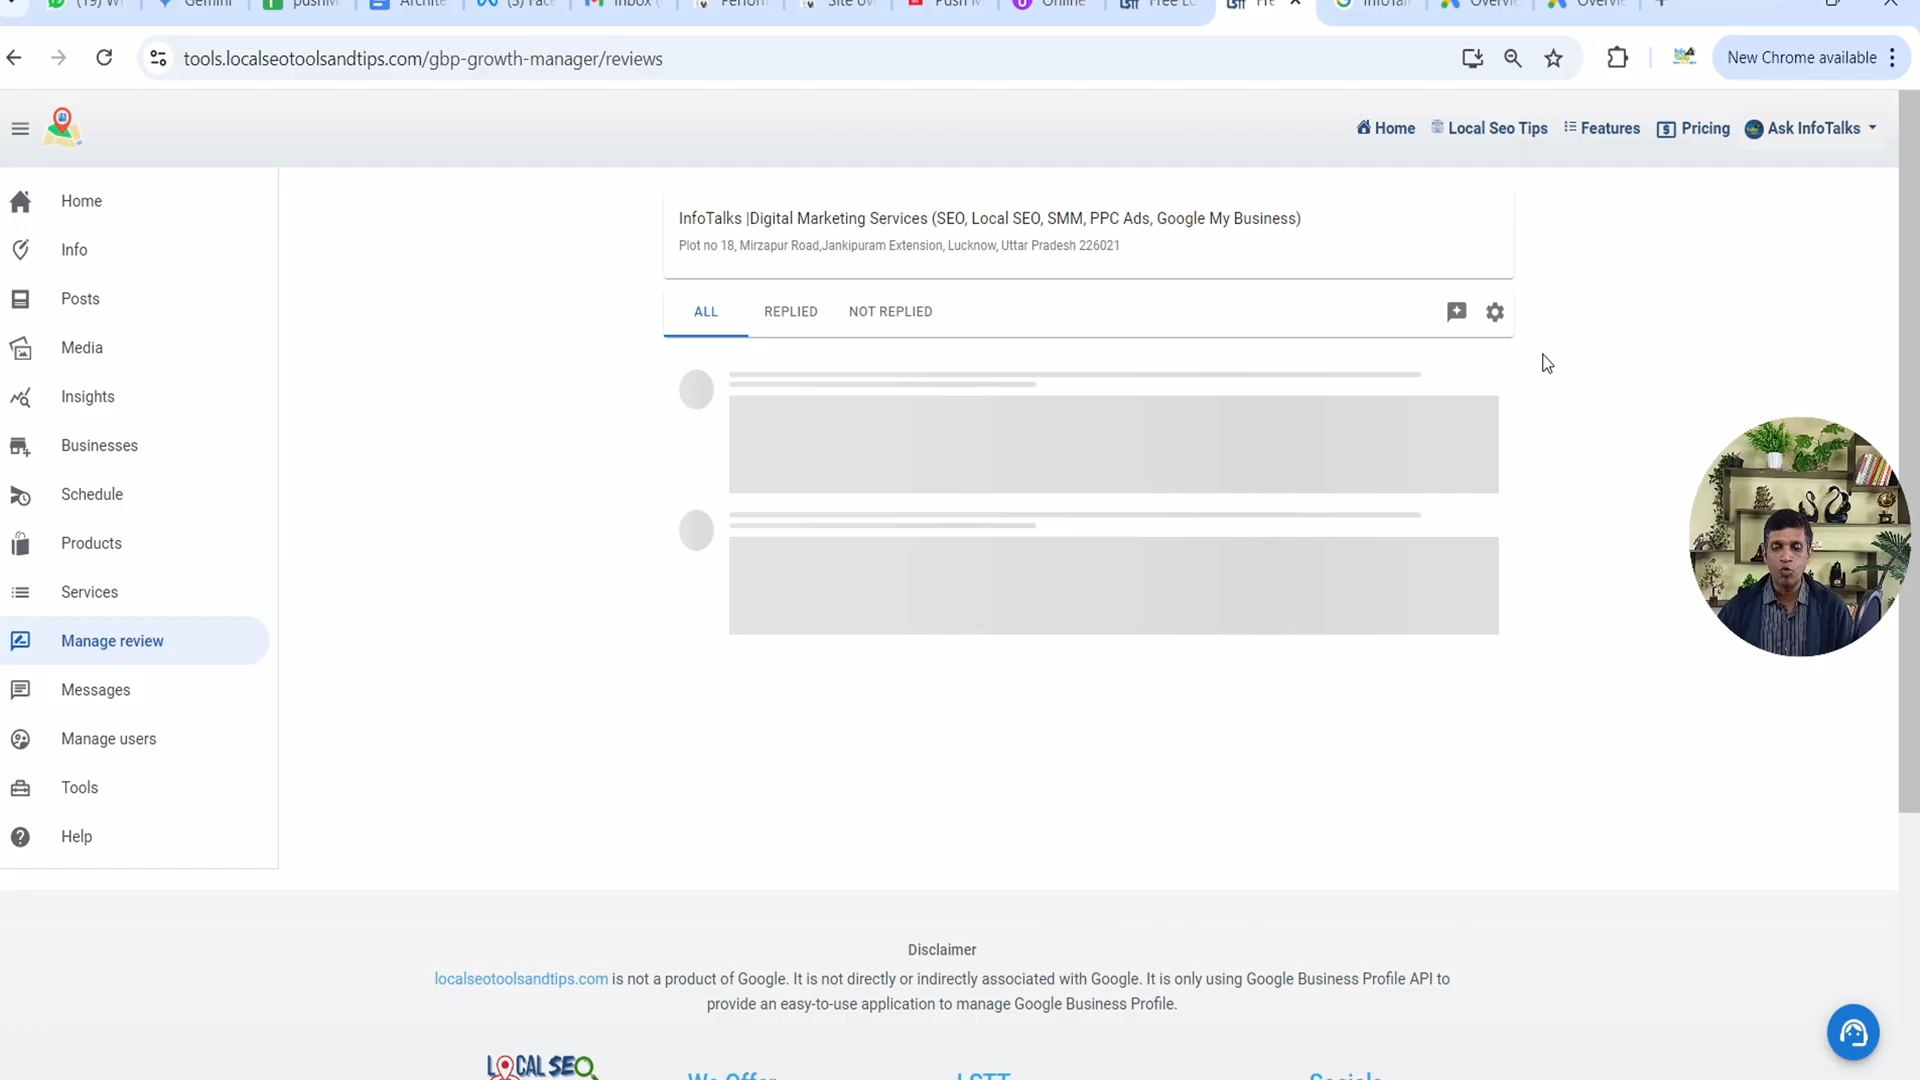 Gemini
tools.localseotoolsandtips.com/gbp-growth-manager/reviews
New Chrome available
Home
Local Seo Tips
Features
Pricing
Ask InfoTalks
Home
Info
Posts
Media
Insights
Businesses
Schedule
Products
Services
Manage review
Messages
Manage users
Tools
Help
InfoTalks |Digital Marketing Services (SEO, Local SEO, SMM, PPC Ads, Google My Business)
Plot no 18, Mirzapur Road,Jankipuram Extension, Lucknow, Uttar Pradesh 226021
ALL REPLIED NOT REPLIED
Disclaimer
localseotoolsandtips.com is not a product of Google. It is not directly or indirectly associated with Google. It is only using Google Business Profile API to
provide an easy-to-use application to manage Google Business Profile.
LOCAL SEO
We Offer
LSTT
Socials